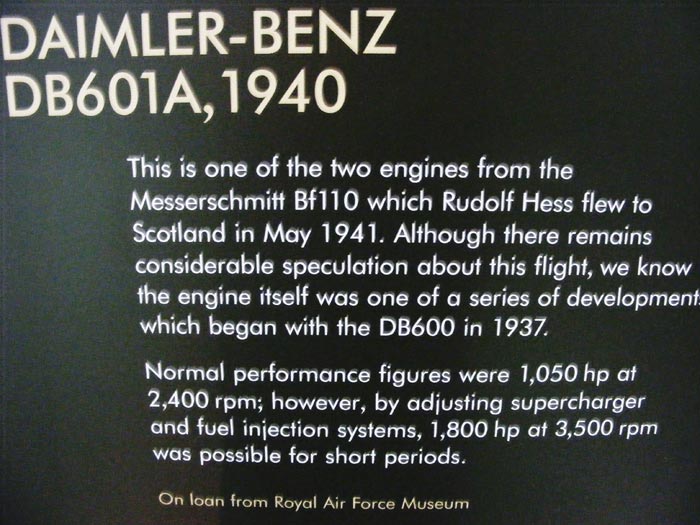 DAIMLER-BENZ
DB601A, 1940
This is one of the two engines from the
Messerschmitt Bf110 which Rudolf Hess flew to
Scotland in May 1941. Although there remains
considerable speculation about this flight, we know
the engine itself was one of a series of development
which began with the DB600 in 1937.
Normal performance figures were 1,050 hp at
2,400 rpm; however, by adjusting supercharger
and fuel injection systems, 1,800 hp at 3,500 rpm
was possible for short periods.
On loan from Royal Air Force Museum